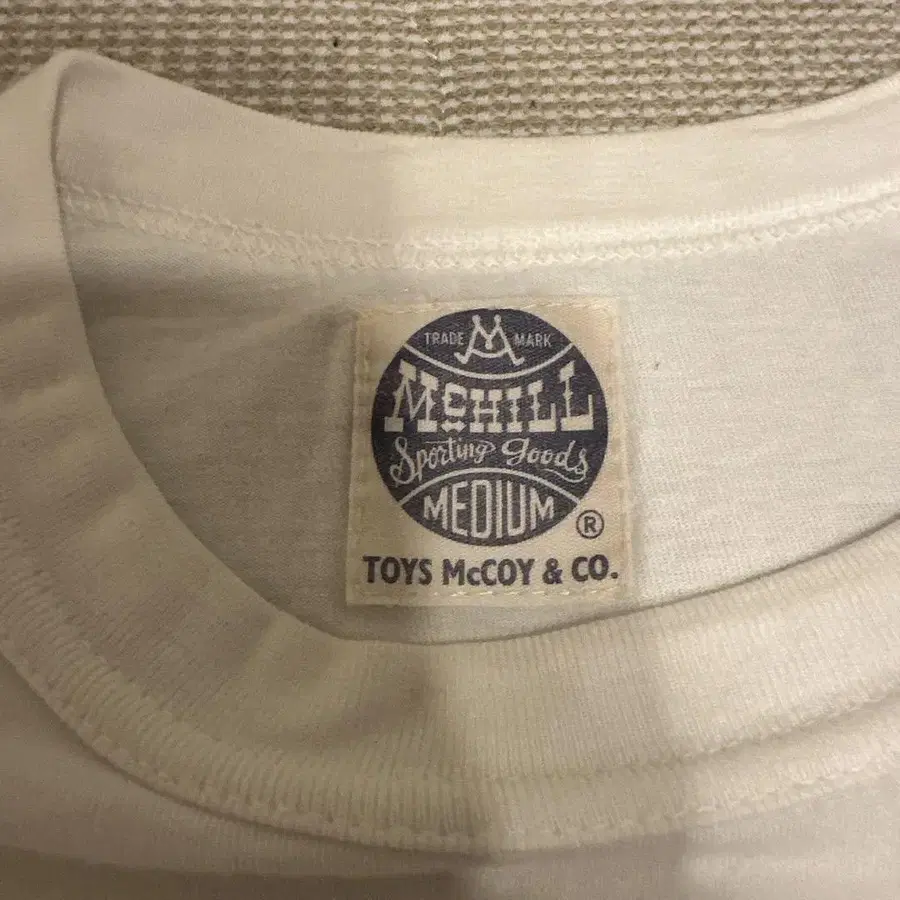 TRADE MARK
McHILL
Sporting Goods
MEDIUM
®
TOYS McCOY & CO.